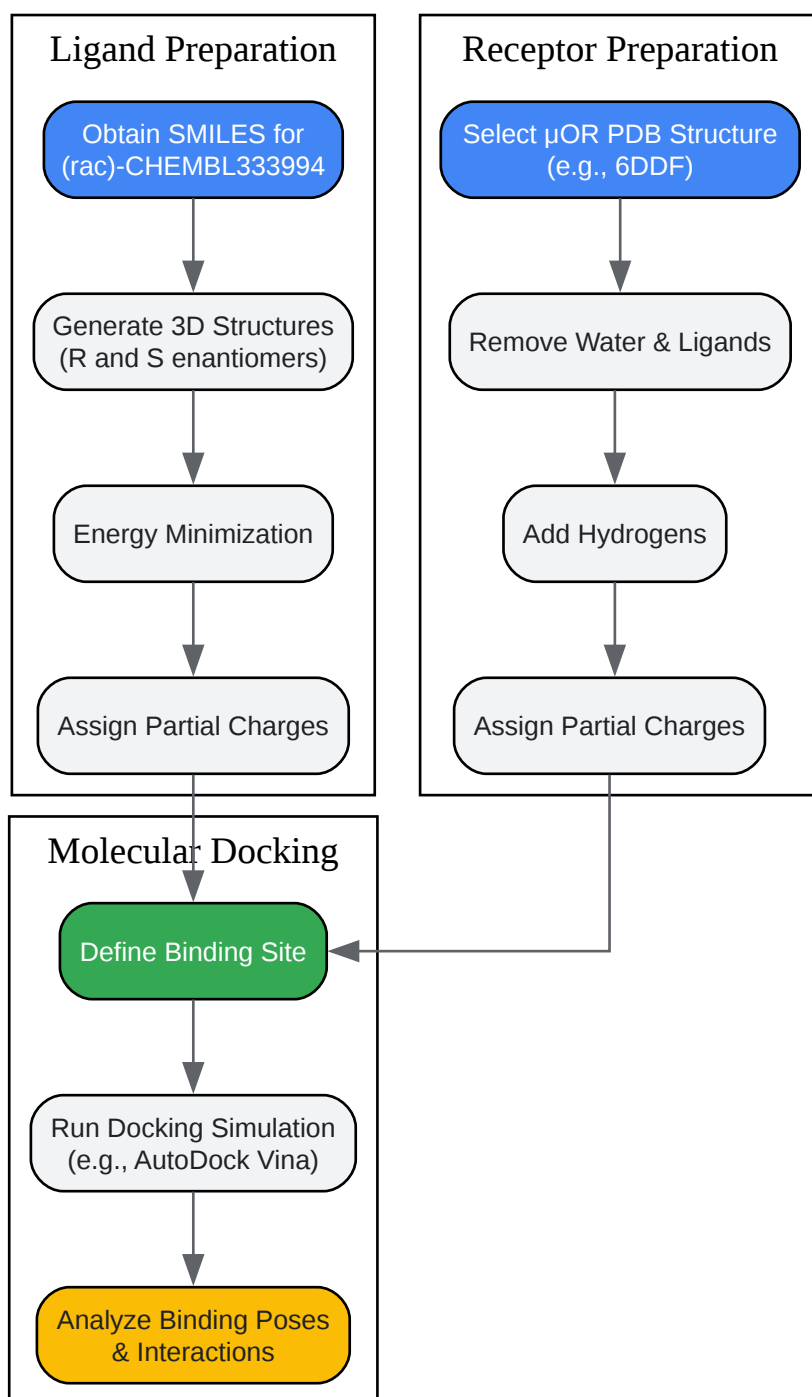 Ligand Preparation
Obtain SMILES for
(rac)-CHEMBL333994
Generate 3D Structures
(R and S enantiomers)
Energy Minimization
Assign Partial Charges
Receptor Preparation
Select μOR PDB Structure
(e.g., 6DDF)
Remove Water & Ligands
Add Hydrogens
Assign Partial Charges
Molecular Docking
Define Binding Site
Run Docking Simulation
(e.g., AutoDock Vina)
Analyze Binding Poses
& Interactions